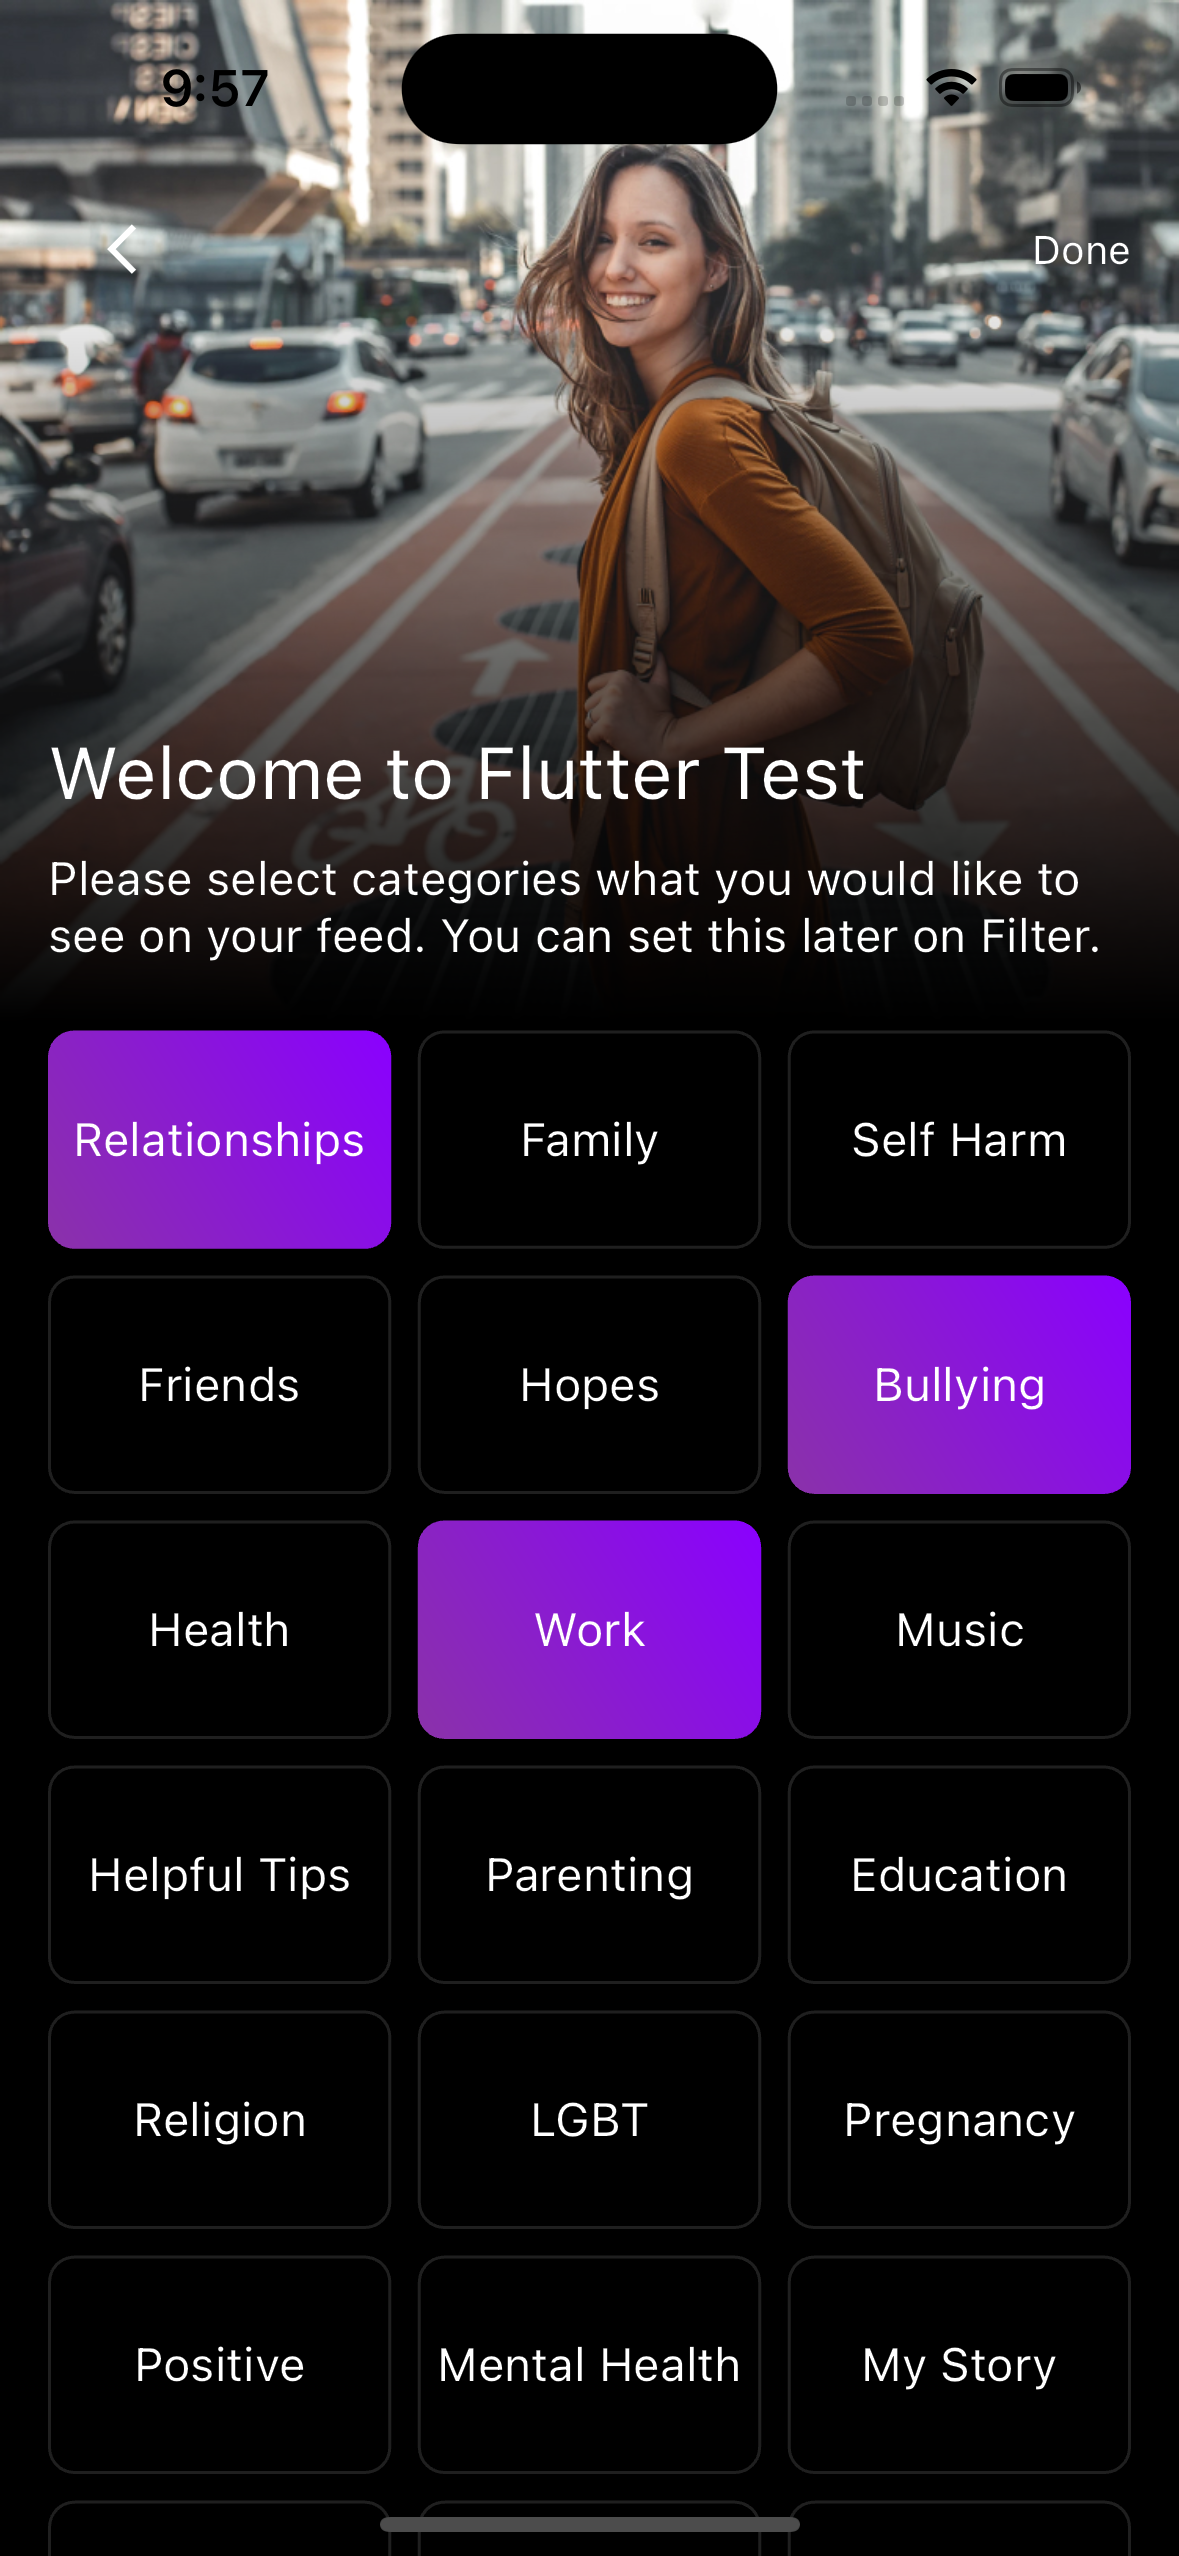 9:57
Done
Welcome to Flutter Test
Please select categories what you would like to
see on your feed. You can set this later on Filter.
Relationships
Family
Self Harm
Friends
Hopes
Bullying
Health
Work
Music
Helpful Tips
Parenting
Education
Religion
LGBT
Pregnancy
Positive
Mental Health
My Story